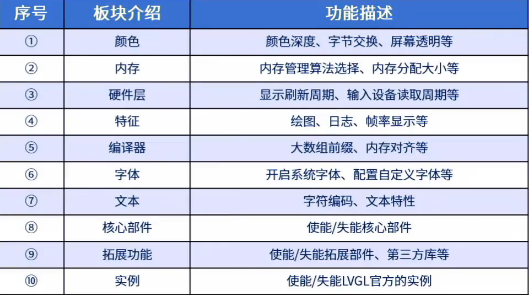 序号 板块介绍 功能描述
① 颜色 颜色深度、字节交换、屏幕透明等
② 内存 内存管理算法选择、内存分配大小等
③ 硬件层 显示刷新周期、输入设备读取周期等
④ 特征 绘图、日志、帧率显示等
⑤ 编译器 大数组前缀、内存对齐等
⑥ 字体 开启系统字体、配置自定义字体等
⑦ 文本 字符编码、文本特性
⑧ 核心部件 使能/失能核心部件
⑨ 拓展功能 使能/失能拓展部件、第三方库等
⑩ 实例 使能/失能LVGL官方的实例